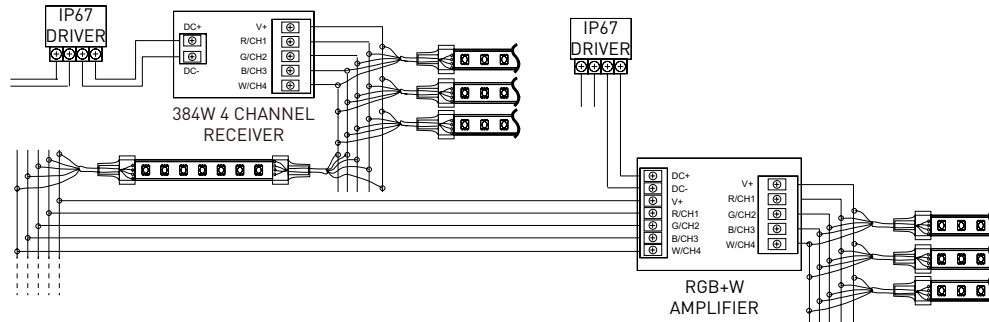 IP67
DRIVER
DC+
DC-
V+
R/CH1
G/CH2
B/CH3
W/CH4
384W 4 CHANNEL
RECEIVER
IP67
DRIVER
DC+
DC-
V+
R/CH1
G/CH2
B/CH3
W/CH4
V+
R/CH1
G/CH2
B/CH3
W/CH4
RGB+W
AMPLIFIER